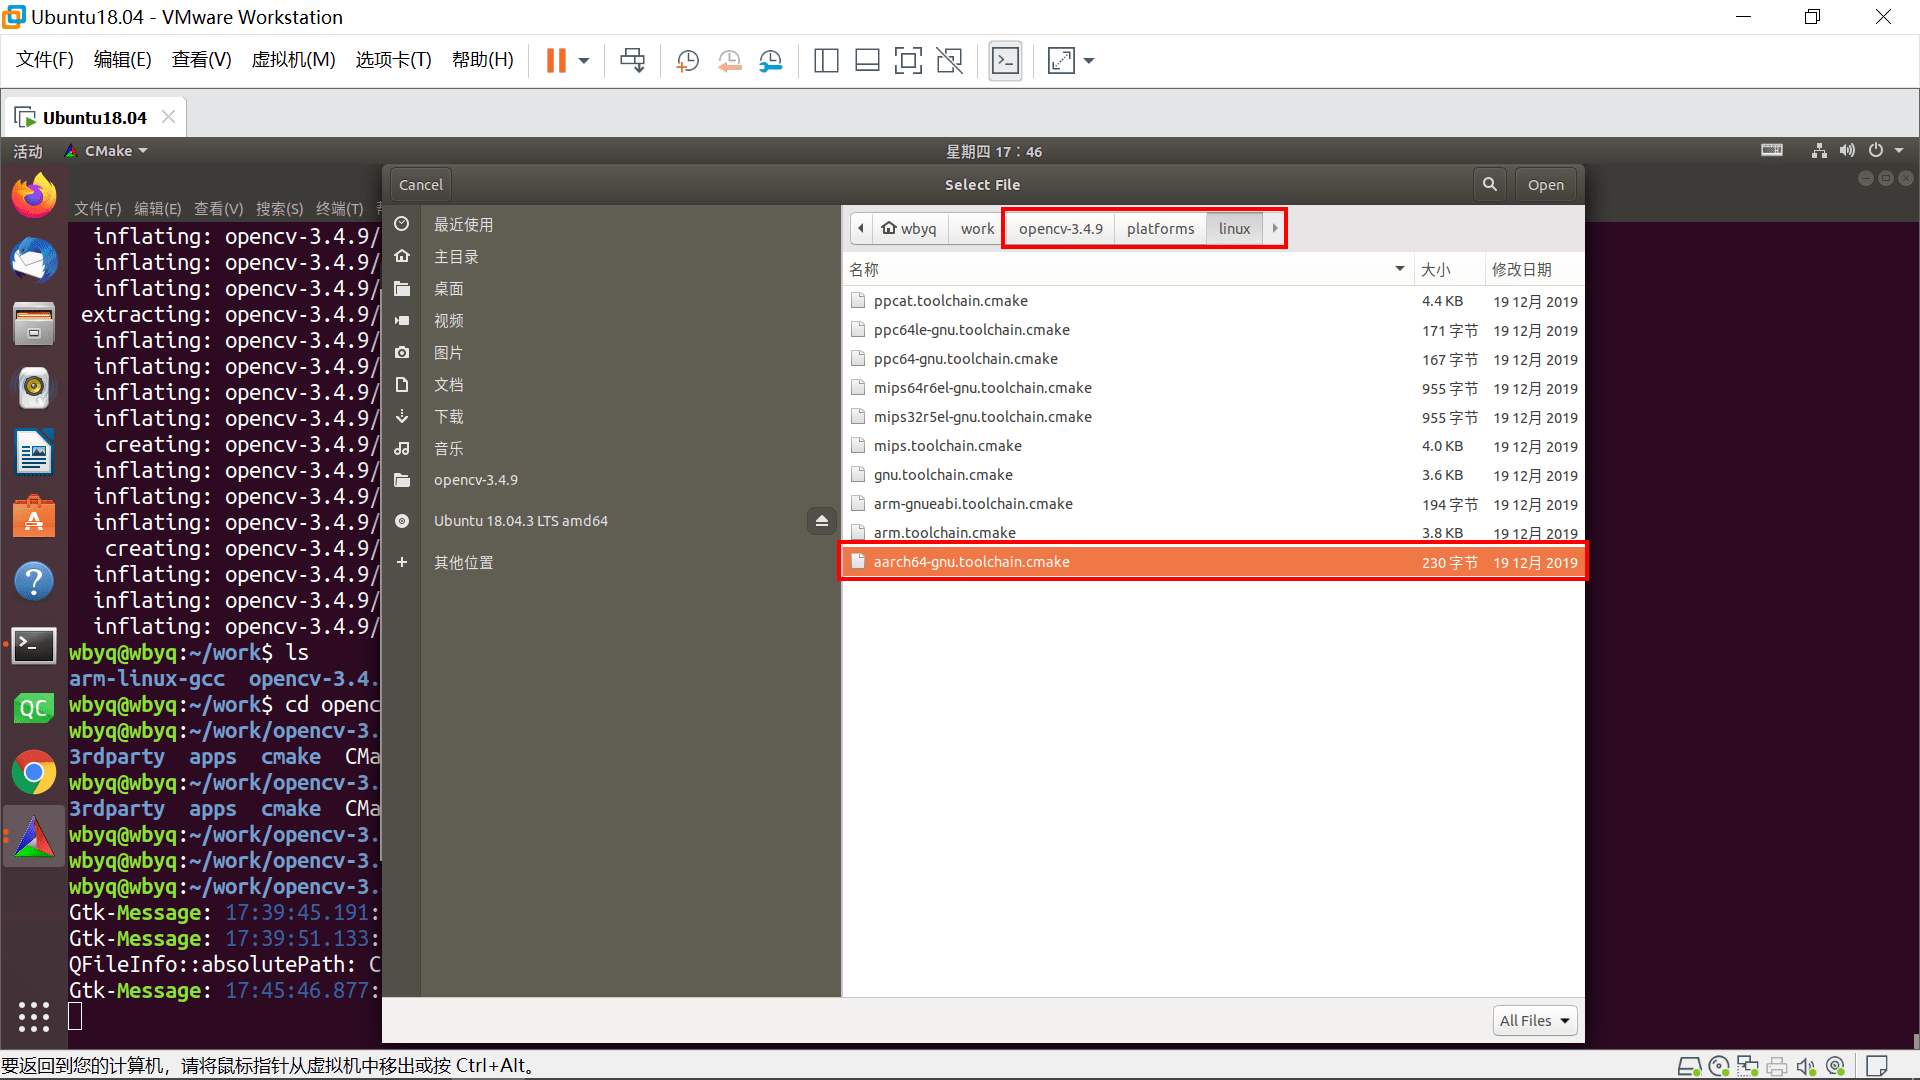 Ubuntu18.04 - VMware Workstation
文件(F) 编辑(E) 查看(V) 虚拟机(M) 选项卡(T) 帮助(H)
Ubuntu18.04
活动 CMake 星期四 17：46
Cancel Select File Open
文件(F) 编辑(E) 查看(V) 搜索(S) 终端(T)
inflating: opencv-3.4.9/
inflating: opencv-3.4.9/
inflating: opencv-3.4.9/
extracting: opencv-3.4.9/
inflating: opencv-3.4.9/
inflating: opencv-3.4.9/
inflating: opencv-3.4.9/
inflating: opencv-3.4.9/
creating: opencv-3.4.9/
inflating: opencv-3.4.9/
inflating: opencv-3.4.9/
inflating: opencv-3.4.9/
creating: opencv-3.4.9/
inflating: opencv-3.4.9/
inflating: opencv-3.4.9/
inflating: opencv-3.4.9/
wbyq@wbyq:~/work$ ls
arm-linux-gcc opencv-3.4.
wbyq@wbyq:~/work$ cd openc
wbyq@wbyq:~/work/opencv-3.
3rdparty apps cmake CMa
wbyq@wbyq:~/work/opencv-3.
3rdparty apps cmake CMa
wbyq@wbyq:~/work/opencv-3.
wbyq@wbyq:~/work/opencv-3.
wbyq@wbyq:~/work/opencv-3.
Gtk-Message: 17:39:45.191:
Gtk-Message: 17:39:51.133:
QFileInfo::absolutePath: C
Gtk-Message: 17:45:46.877:
最近使用
主目录
桌面
视频
图片
文档
下载
音乐
opencv-3.4.9
Ubuntu 18.04.3 LTS amd64
其他位置
wbyq work opencv-3.4.9 platforms linux
名称 大小 修改日期
ppcat.toolchain.cmake 4.4 KB 19 12月 2019
ppc64le-gnu.toolchain.cmake 171 字节 19 12月 2019
ppc64-gnu.toolchain.cmake 167 字节 19 12月 2019
mips64r6el-gnu.toolchain.cmake 955 字节 19 12月 2019
mips32r5el-gnu.toolchain.cmake 955 字节 19 12月 2019
mips.toolchain.cmake 4.0 KB 19 12月 2019
gnu.toolchain.cmake 3.6 KB 19 12月 2019
arm-gnueabi.toolchain.cmake 194 字节 19 12月 2019
arm.toolchain.cmake 3.8 KB 19 12月 2019
aarch64-gnu.toolchain.cmake 230 字节 19 12月 2019
All Files
QC
要返回到您的计算机，请将鼠标指针从虚拟机中移出或按 Ctrl+Alt。